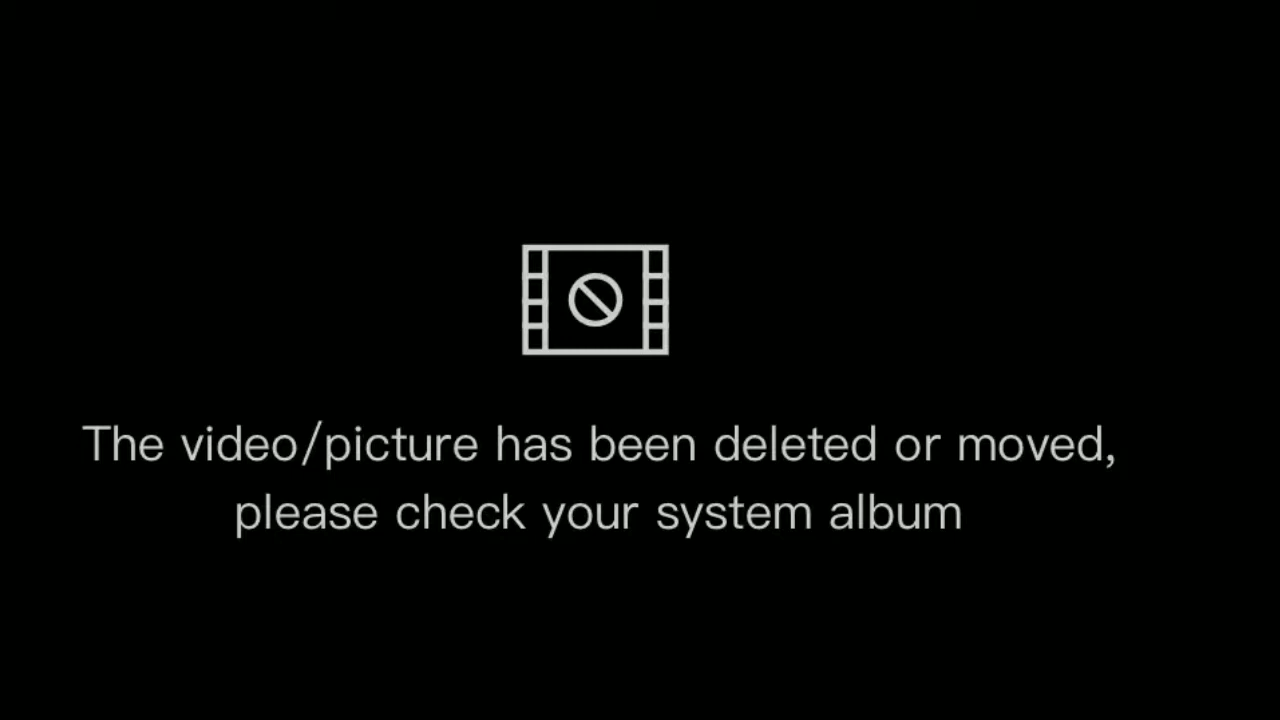 The video/picture has been deleted or moved,
please check your system album